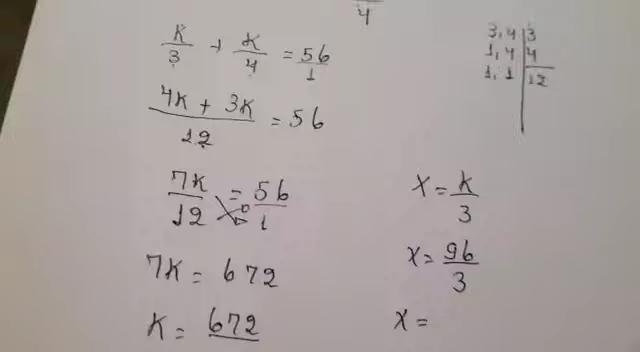 4
K/3 + K/4 = 56/1
4K + 3K/12 = 56
7K/12 = 56/1
7K = 672
K = 672
3, 4 | 3
1, 4 | 4
1, 1 | 12
x = K/3
x = 96/3
x =